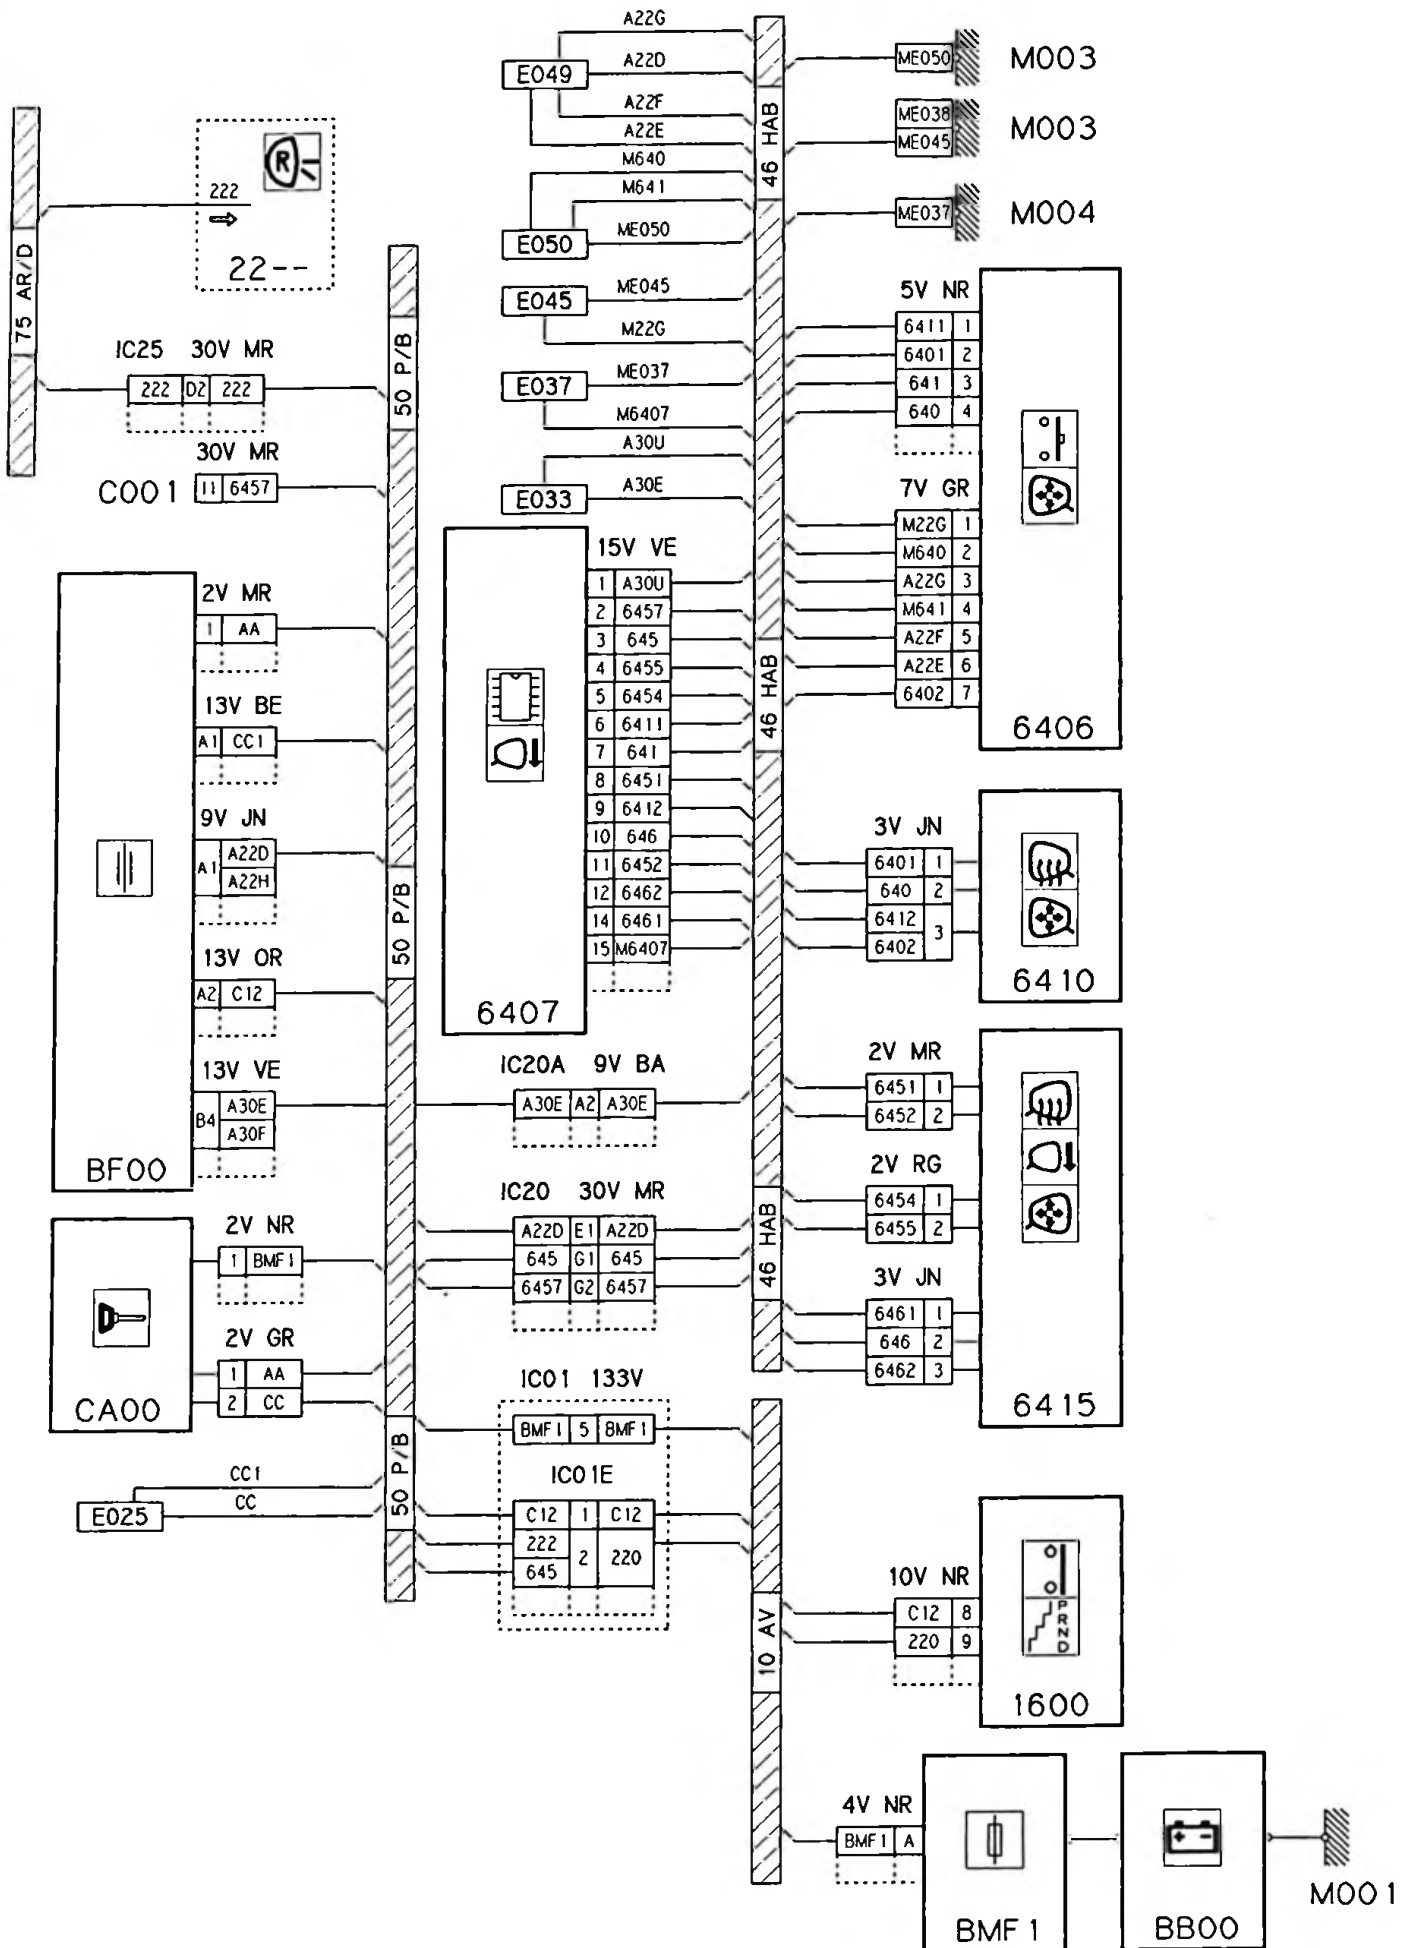 A22G
E049
A22D
A22F
A22E
M640
M641
E050
ME050
E045
ME045
M22G
E037
ME037
M6407
A30U
E033
A30E
46 HAB
ME050
M003
ME038
ME045
M003
ME037
M004
75 AR/D
R
222
22--
IC25 30V MR
222 D2 222
30V MR
C001 11 6457
50 P/B
2V MR
1 AA
13V BE
A1 CC1
9V JN
A1 A22D
A22H
13V OR
A2 C12
13V VE
B4 A30E
A30F
BF00
50 P/B
15V VE
1 A30U
2 6457
3 645
4 6455
5 6454
6 6411
7 641
8 6451
9 6412
10 646
11 6452
12 6462
14 6461
15 M6407
6407
46 HAB
5V NR
6411 1
6401 2
641 3
640 4
7V GR
M22G 1
M640 2
A22G 3
M641 4
A22F 5
A22E 6
6402 7
6406
3V JN
6401 1
640 2
6412 3
6402
6410
2V MR
6451 1
6452 2
2V RG
6454 1
6455 2
3V JN
6461 1
646 2
6462 3
6415
IC20A 9V BA
A30E A2 A30E
IC20 30V MR
A22D E1 A22D
645 G1 645
6457 G2 6457
46 HAB
2V NR
1 BMF1
2V GR
1 AA
2 CC
CA00
CC1
CC
E025
50 P/B
IC01 133V
BMF1 5 BMF1
IC01E
C12 1 C12
222 2 220
645
10 AV
10V NR
C12 8
220 9
P
R
N
D
1600
4V NR
BMF1 A
BMF1
+ -
BB00
M001